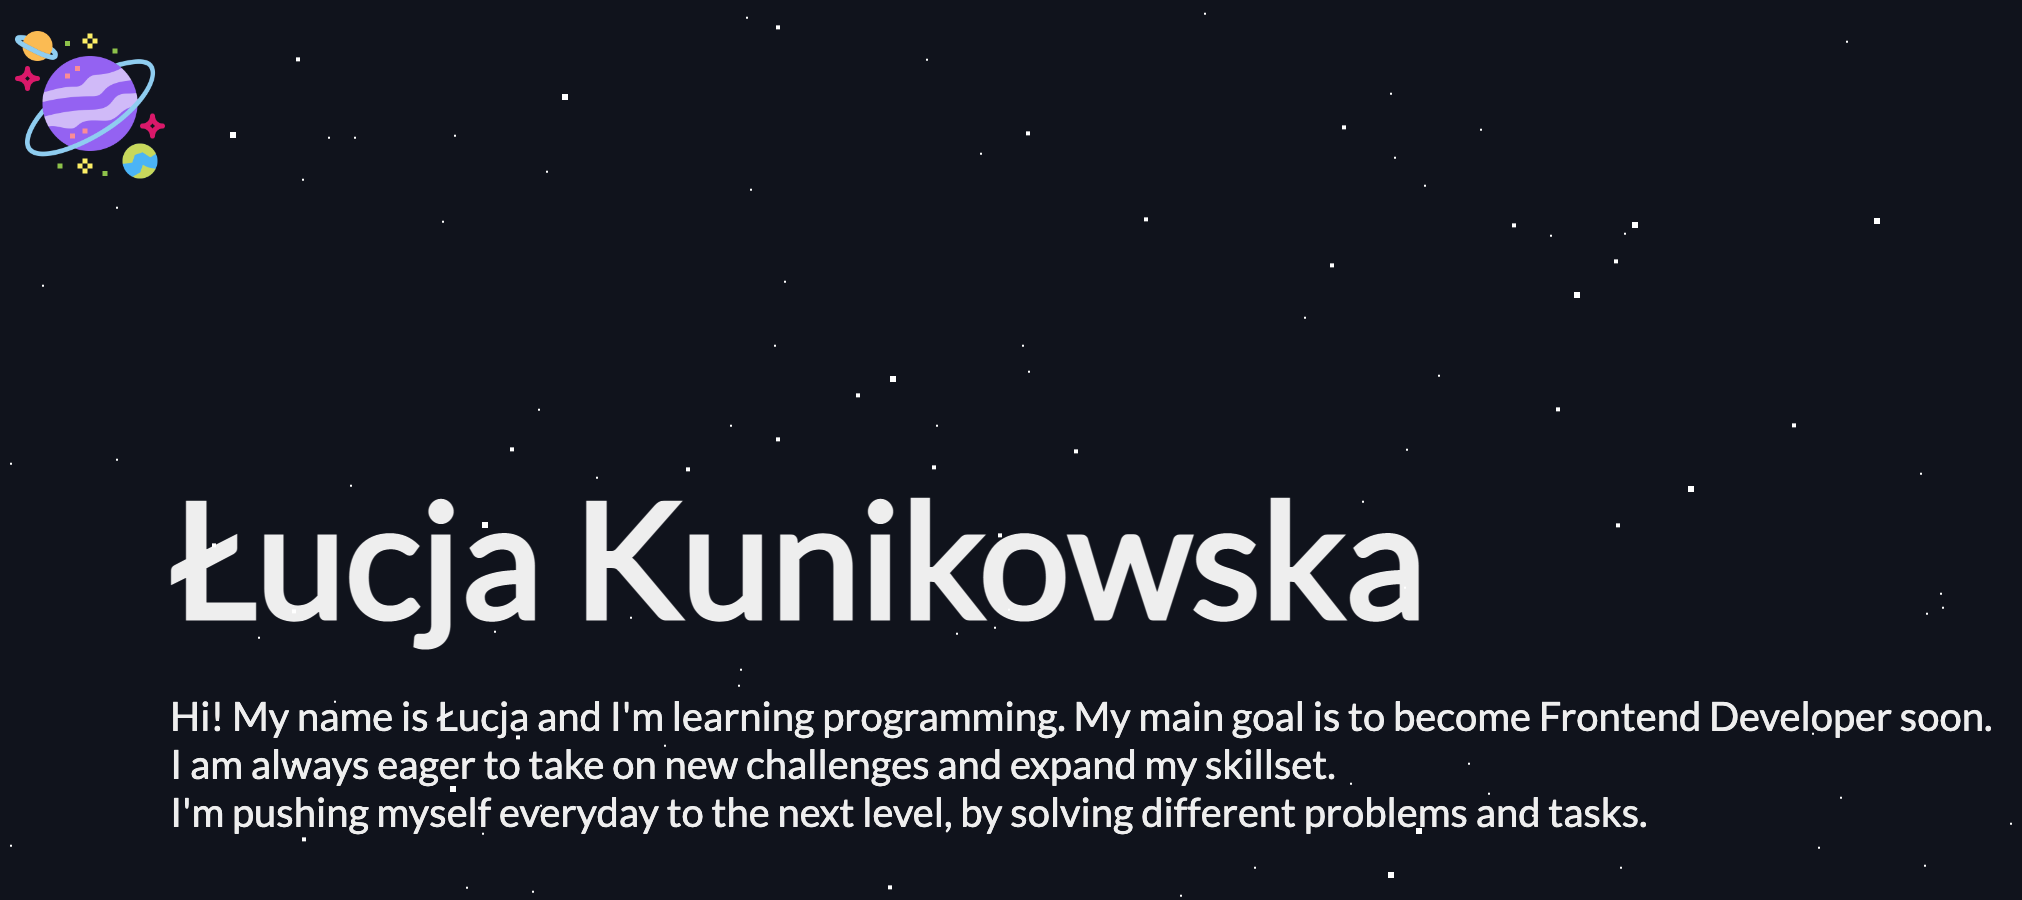 Łucja Kunikowska
Hi! My name is Łucja and I'm learning programming. My main goal is to become Frontend Developer soon.
I am always eager to take on new challenges and expand my skillset.
I'm pushing myself everyday to the next level, by solving different problems and tasks.